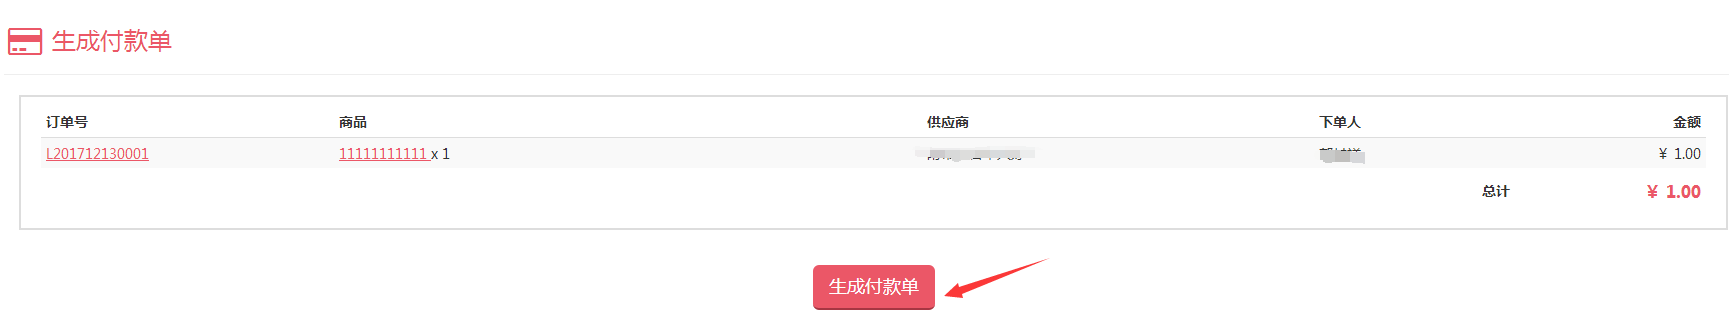 生成付款单
订单号 商品 供应商 下单人 金额
L201712130001 11111111111 x 1 ¥ 1.00
总计 ¥ 1.00
生成付款单